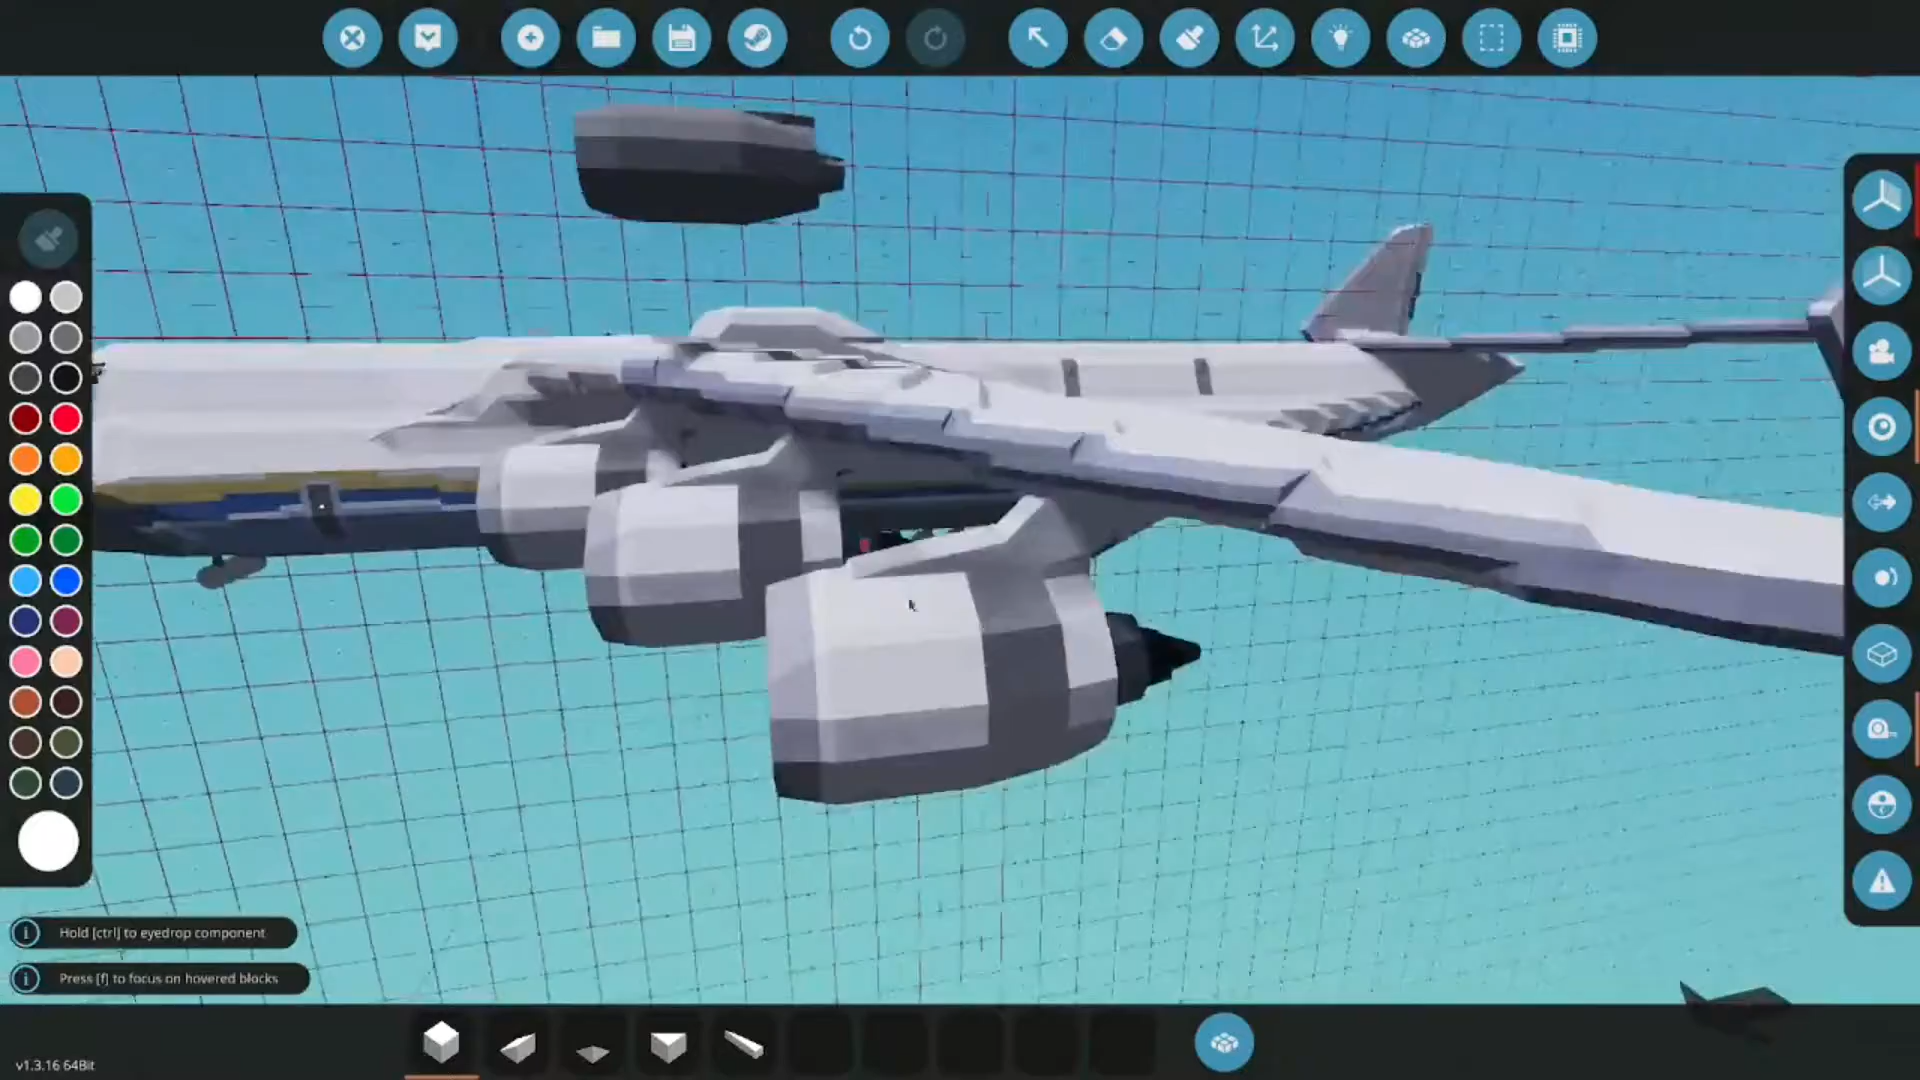 Hold [ctrl] to eyedrop component
Press [f] to focus on hovered blocks
v1.3.16 64Bit